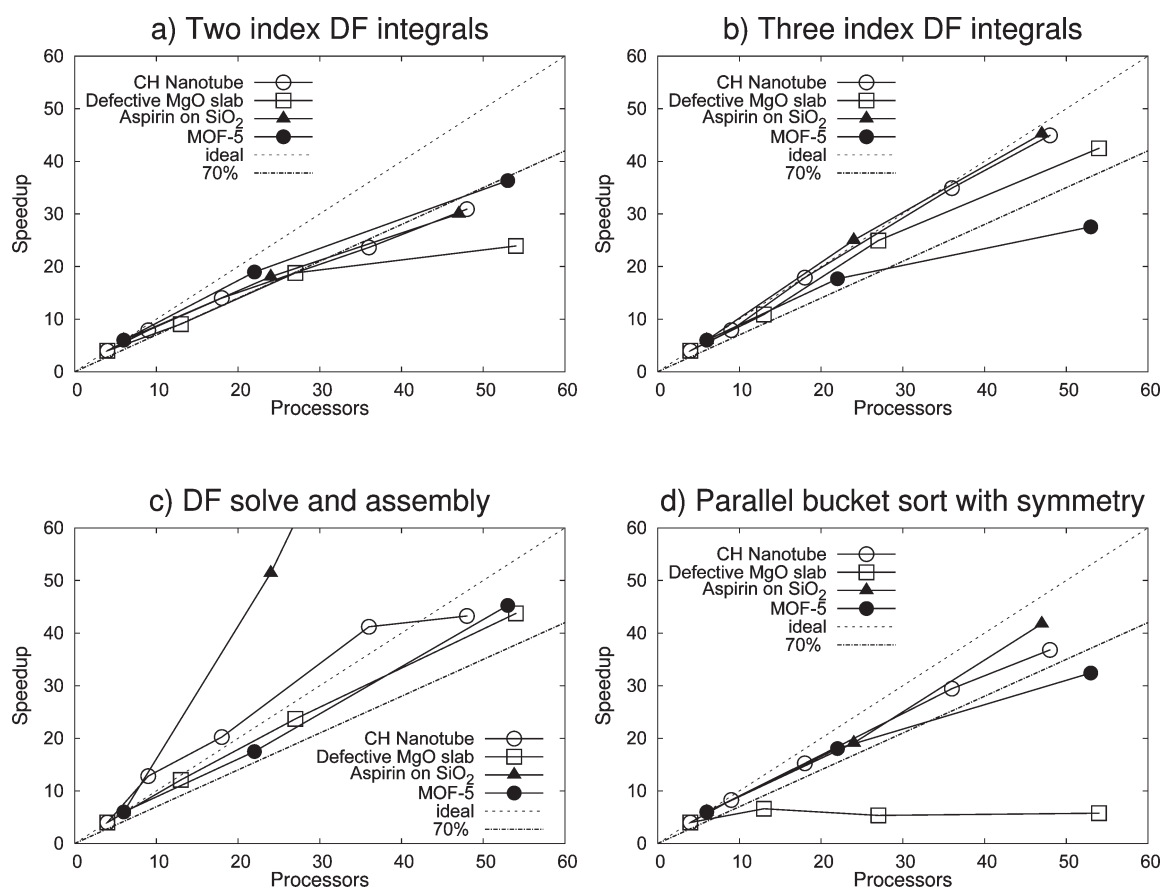 a) Two index DF integrals
60
50
40
30
20
10
0
Speedup
CH Nanotube
Defective MgO slab
Aspirin on SiO2
MOF-5
ideal
70%
0 10 20 30 40 50 60
Processors
b) Three index DF integrals
60
50
40
30
20
10
0
Speedup
CH Nanotube
Defective MgO slab
Aspirin on SiO2
MOF-5
ideal
70%
0 10 20 30 40 50 60
Processors
c) DF solve and assembly
60
50
40
30
20
10
0
Speedup
CH Nanotube
Defective MgO slab
Aspirin on SiO2
MOF-5
ideal
70%
0 10 20 30 40 50 60
Processors
d) Parallel bucket sort with symmetry
60
50
40
30
20
10
0
Speedup
CH Nanotube
Defective MgO slab
Aspirin on SiO2
MOF-5
ideal
70%
0 10 20 30 40 50 60
Processors